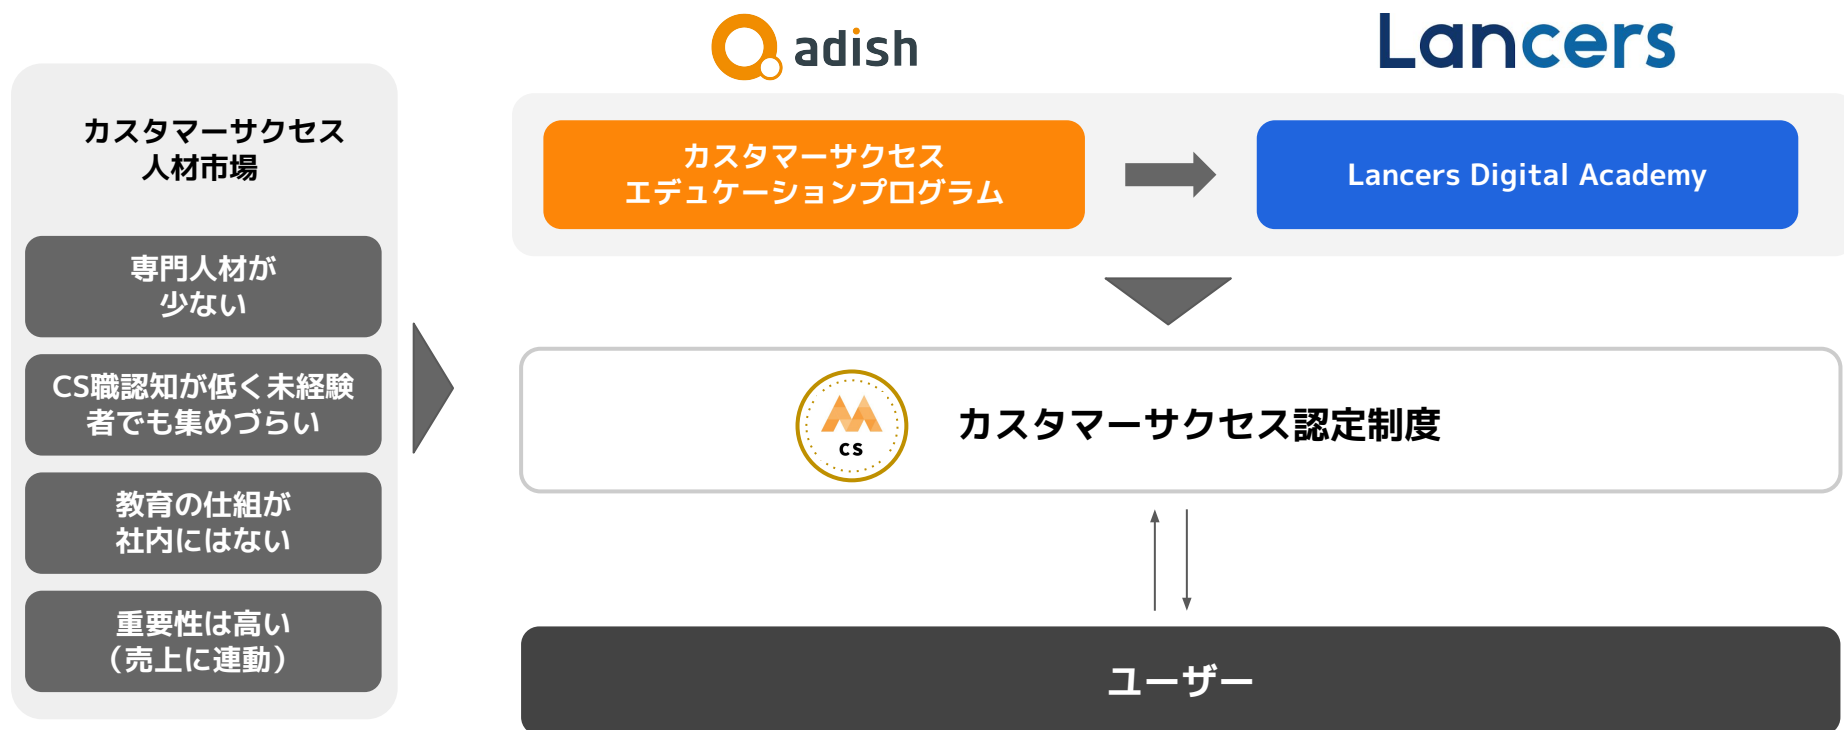 カスタマーサクセス
人材市場
専門人材が
少ない
CS職認知が低く未経験
者でも集めづらい
教育の仕組が
社内にはない
重要性は高い
（売上に連動）
adish
Lancers
カスタマーサクセス
エデュケーションプログラム
Lancers Digital Academy
CS
カスタマーサクセス認定制度
ユーザー